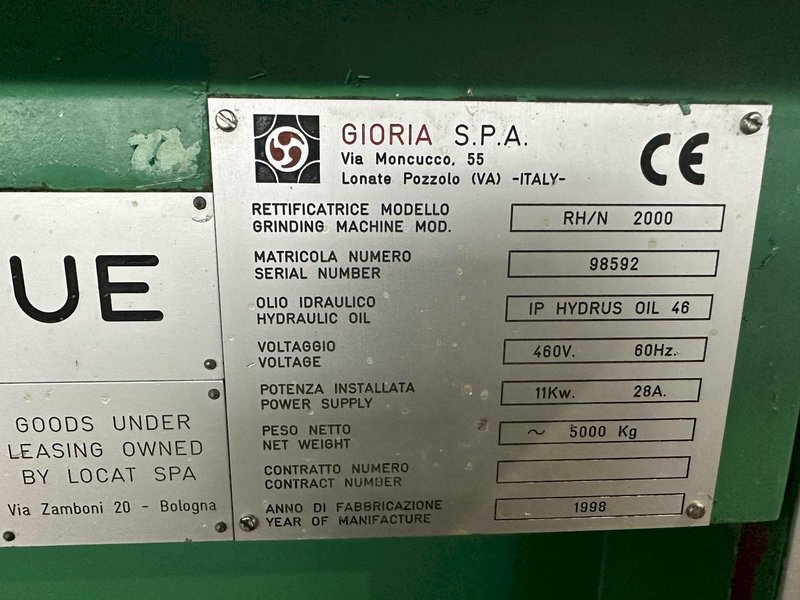 GIORIA S.P.A.
Via Moncucco, 55
Lonate Pozzolo (VA) -ITALY-
CE
RETTIFICATRICE MODELLO
GRINDING MACHINE MOD.
RH/N 2000
MATRICOLA NUMERO
SERIAL NUMBER
98592
OLIO IDRAULICO
HYDRAULIC OIL
IP HYDRUS OIL 46
VOLTAGGIO
VOLTAGE
460V. 60Hz.
POTENZA INSTALLATA
POWER SUPPLY
11Kw. 28A.
PESO NETTO
NET WEIGHT
~ 5000 Kg
CONTRATTO NUMERO
CONTRACT NUMBER
ANNO DI FABBRICAZIONE
YEAR OF MANIFACTURE
1998
UE
GOODS UNDER
LEASING OWNED
BY LOCAT SPA
Via Zamboni 20 - Bologna